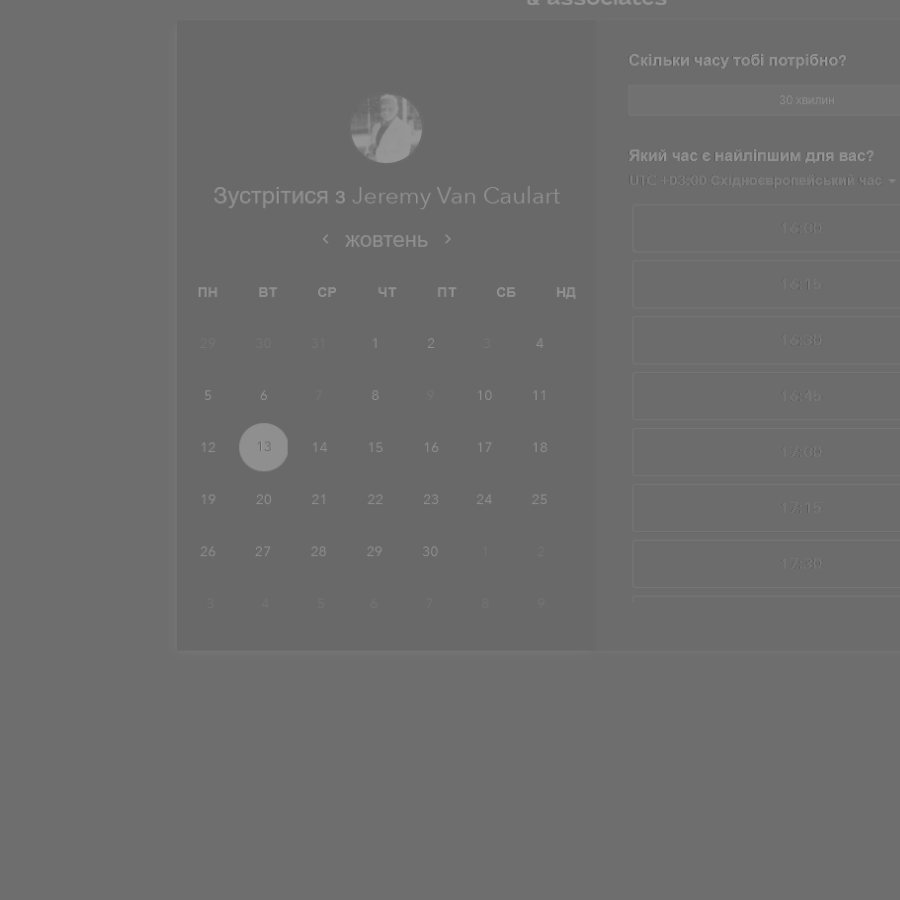 & associates
Зустрітися з Jeremy Van Caulart
жовтень
ПН ВТ СР ЧТ ПТ СБ НД
29 30 31 1 2 3 4
5 6 7 8 9 10 11
12 13 14 15 16 17 18
19 20 21 22 23 24 25
26 27 28 29 30 1 2
3 4 5 6 7 8 9
Скільки часу тобі потрібно?
30 хвилин
Який час є найліпшим для вас?
UTC +03:00 Східноєвропейський час
16:00
16:15
16:30
16:45
17:00
17:15
17:30